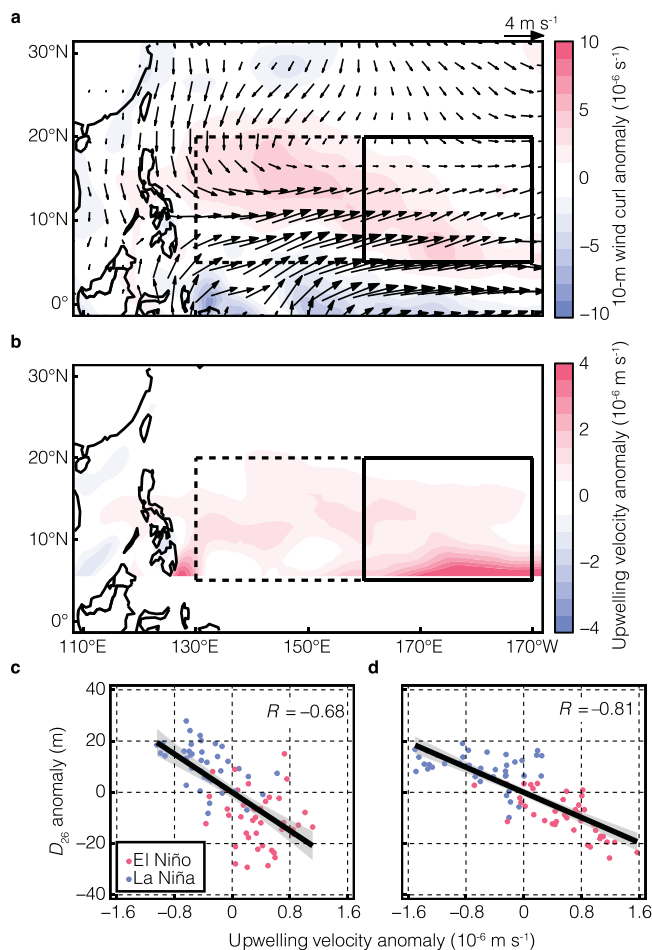 a
4 m s-1
30°N
20°N
10°N
0°
10
5
0
−5
−10
10-m wind curl anomaly (10-6 s-1)
b
30°N
20°N
10°N
0°
110°E 130°E 150°E 170°E 170°W
4
2
0
−2
−4
Upwelling velocity anomaly (10-6 m s-1)
c
40
20
0
−20
−40
D26 anomaly (m)
R = −0.68
El Niño
La Niña
−1.6 −0.8 0 0.8 1.6
d
R = −0.81
−1.6 −0.8 0 0.8 1.6
Upwelling velocity anomaly (10-6 m s-1)